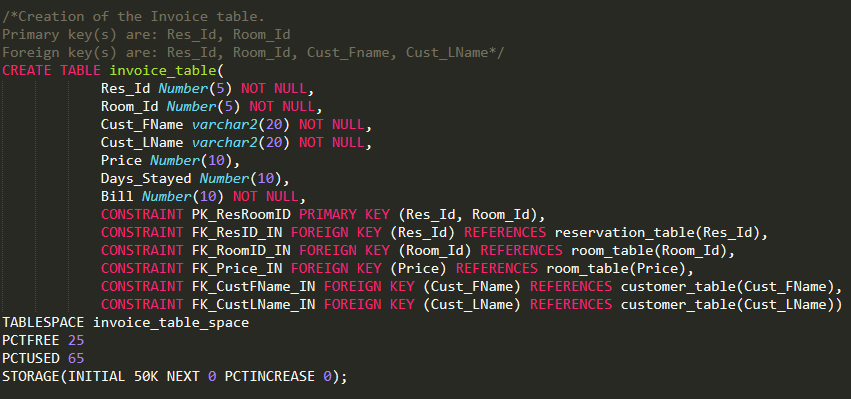 /*Creation of the Invoice table.
Primary key(s) are: Res_Id, Room_Id
Foreign key(s) are: Res_Id, Room_Id, Cust_Fname, Cust_LName*/
CREATE TABLE invoice_table(
Res_Id Number(5) NOT NULL,
Room_Id Number(5) NOT NULL,
Cust_FName varchar2(20) NOT NULL,
Cust_LName varchar2(20) NOT NULL,
Price Number(10),
Days_Stayed Number(10),
Bill Number(10) NOT NULL,
CONSTRAINT PK_ResRoomID PRIMARY KEY (Res_Id, Room_Id),
CONSTRAINT FK_ResID_IN FOREIGN KEY (Res_Id) REFERENCES reservation_table(Res_Id),
CONSTRAINT FK_RoomID_IN FOREIGN KEY (Room_Id) REFERENCES room_table(Room_Id),
CONSTRAINT FK_Price_IN FOREIGN KEY (Price) REFERENCES room_table(Price),
CONSTRAINT FK_CustFName_IN FOREIGN KEY (Cust_FName) REFERENCES customer_table(Cust_FName),
CONSTRAINT FK_CustLName_IN FOREIGN KEY (Cust_LName) REFERENCES customer_table(Cust_LName))
TABLESPACE invoice_table_space
PCTFREE 25
PCTUSED 65
STORAGE(INITIAL 50K NEXT 0 PCTINCREASE 0);